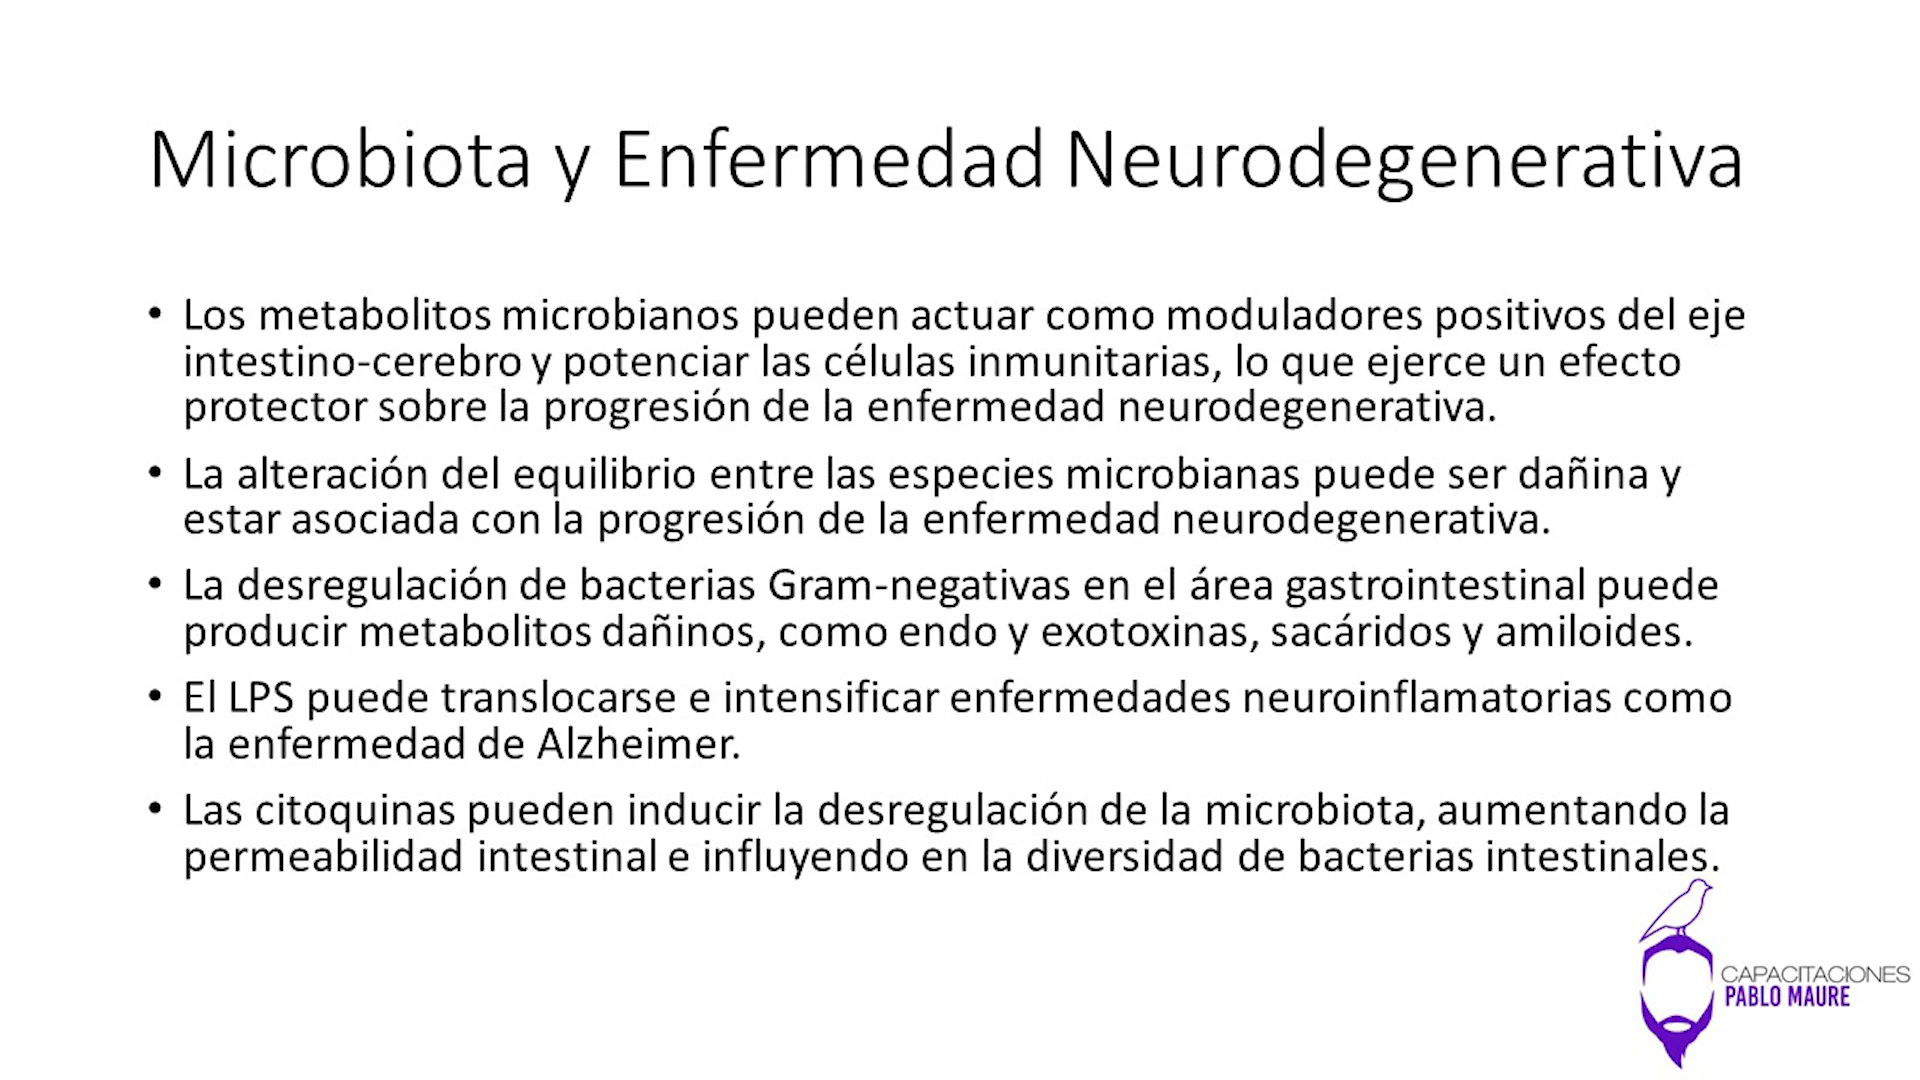 Microbiota y Enfermedad Neurodegenerativa
• Los metabolitos microbianos pueden actuar como moduladores positivos del eje
intestino-cerebro y potenciar las células inmunitarias, lo que ejerce un efecto
protector sobre la progresión de la enfermedad neurodegenerativa.
• La alteración del equilibrio entre las especies microbianas puede ser dañina y
estar asociada con la progresión de la enfermedad neurodegenerativa.
• La desregulación de bacterias Gram-negativas en el área gastrointestinal puede
producir metabolitos dañinos, como endo y exotoxinas, sacáridos y amiloides.
• El LPS puede translocarse e intensificar enfermedades neuroinflamatorias como
la enfermedad de Alzheimer.
• Las citoquinas pueden inducir la desregulación de la microbiota, aumentando la
permeabilidad intestinal e influyendo en la diversidad de bacterias intestinales.
CAPACITACIONES
PABLO MAURE